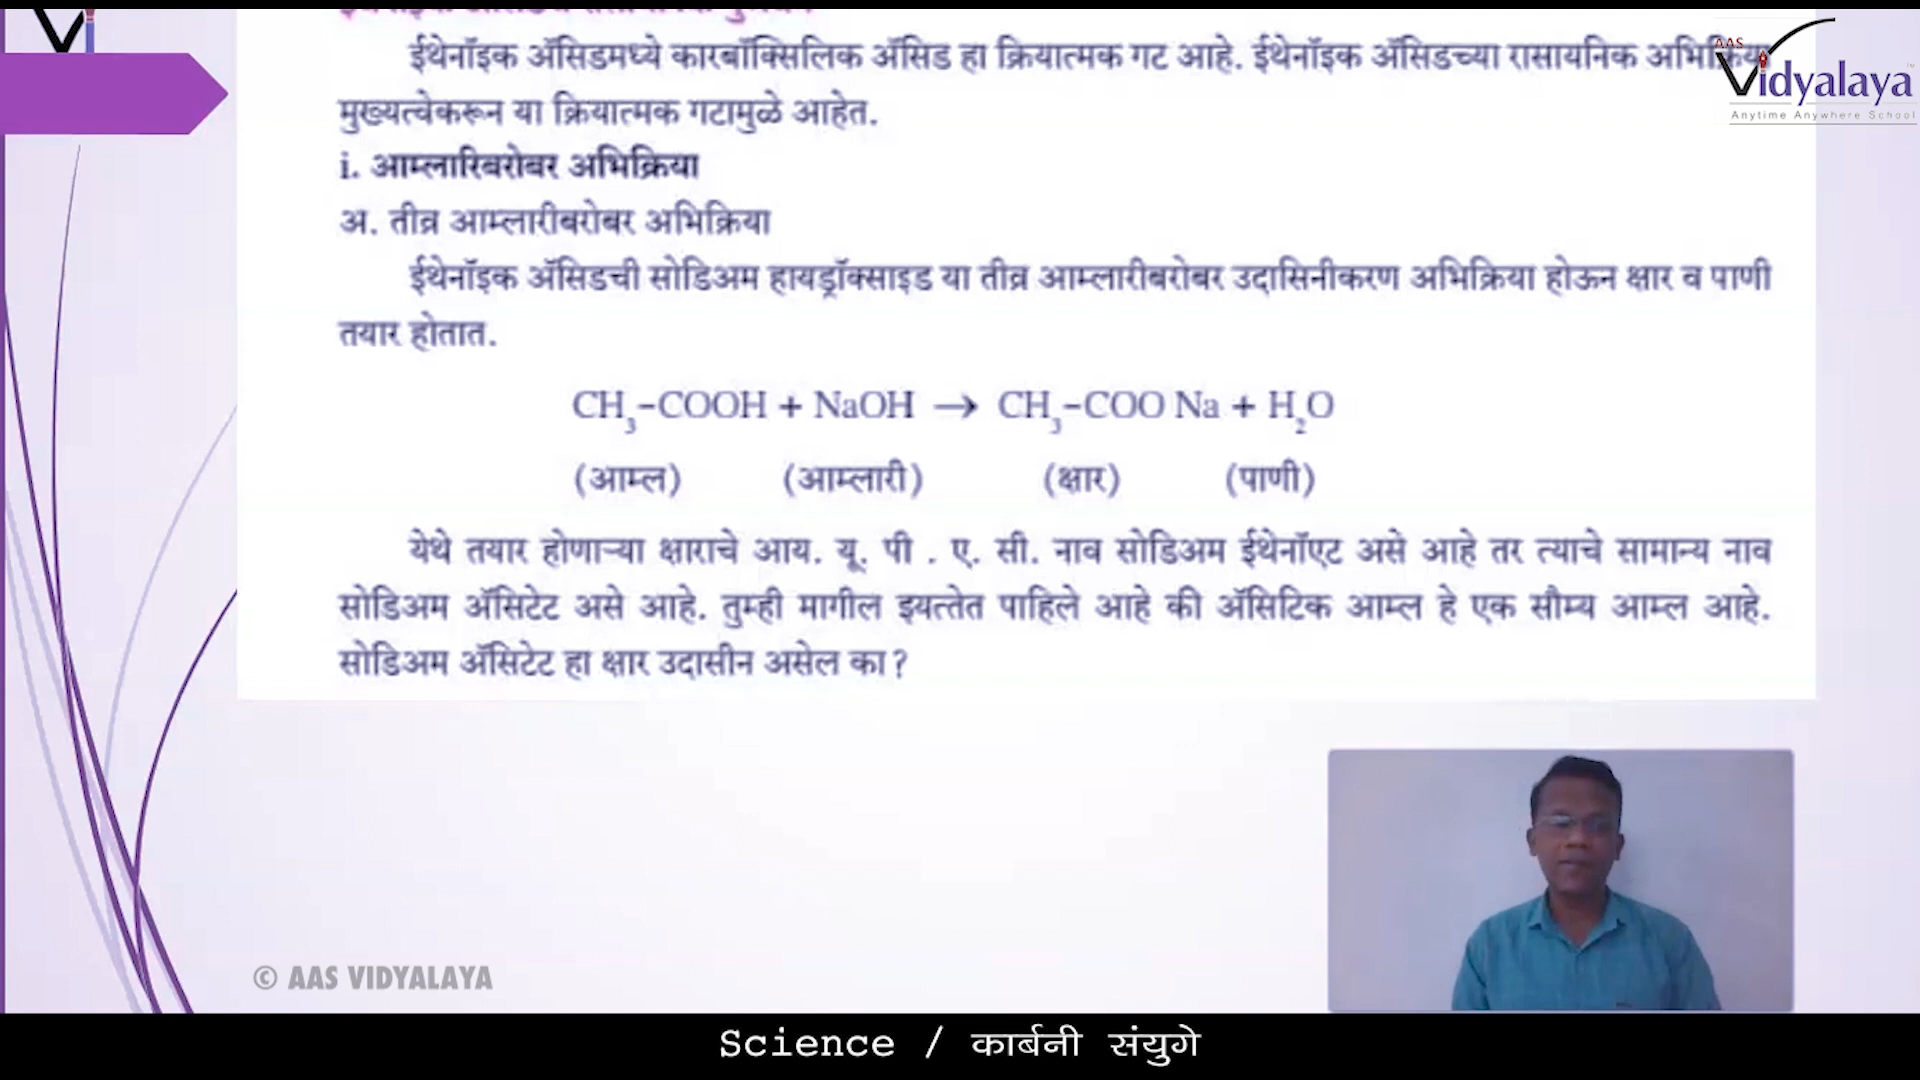 ईथेनॉइक ॲसिडमध्ये कारबॉक्सिलिक ॲसिड हा क्रियात्मक गट आहे. ईथेनॉइक ॲसिडच्या रासायनिक अभिक्रिया
मुख्यत्वेकरून या क्रियात्मक गटामुळे आहेत.
i. आम्लारिबरोबर अभिक्रिया
अ. तीव्र आम्लारीबरोबर अभिक्रिया
ईथेनॉइक ॲसिडची सोडिअम हायड्रॉक्साइड या तीव्र आम्लारीबरोबर उदासिनीकरण अभिक्रिया होऊन क्षार व पाणी
तयार होतात.
CH₃-COOH + NaOH → CH₃-COO Na + H₂O
(आम्ल) (आम्लारी) (क्षार) (पाणी)
येथे तयार होणाऱ्या क्षाराचे आय. यू. पी . ए. सी. नाव सोडिअम ईथेनॉएट असे आहे तर त्याचे सामान्य नाव
सोडिअम ॲसिटेट असे आहे. तुम्ही मागील इयत्तेत पाहिले आहे की ॲसिटिक आम्ल हे एक सौम्य आम्ल आहे.
सोडिअम ॲसिटेट हा क्षार उदासीन असेल का?
AAS
Vidyalaya
Anytime Anywhere School
© AAS VIDYALAYA
Science / कार्बनी संयुगे